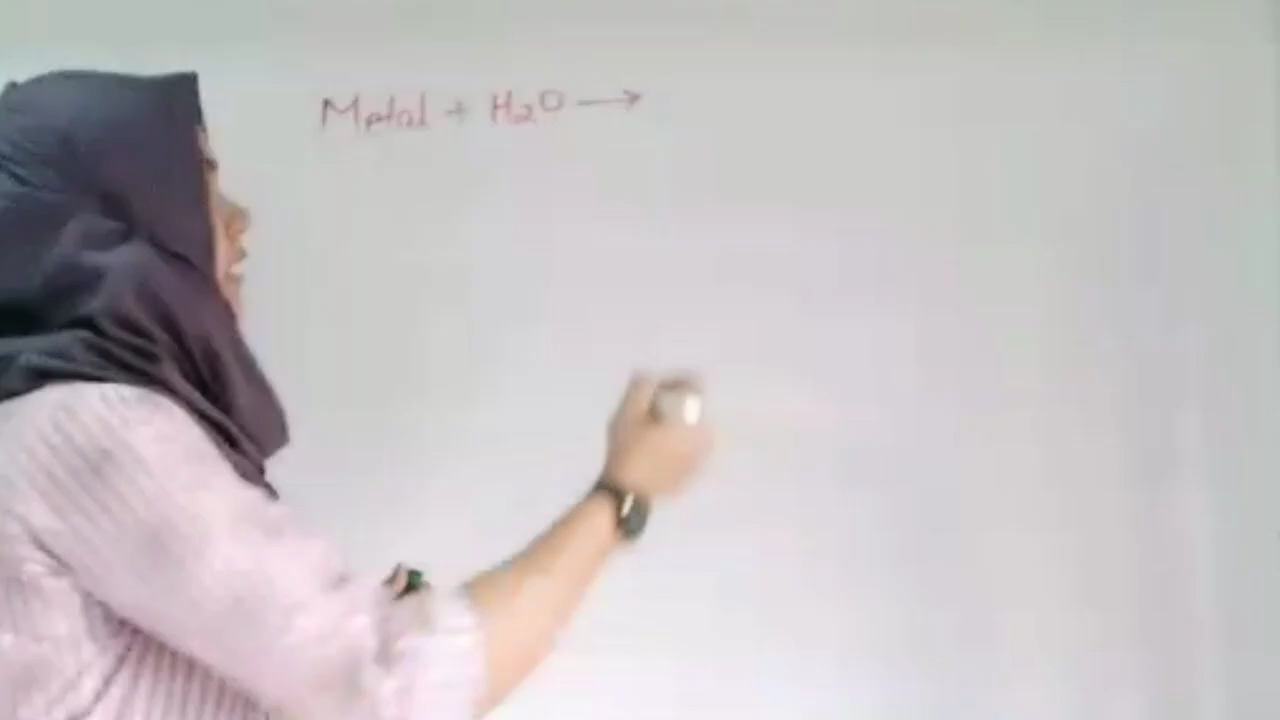 Metal + H₂O →